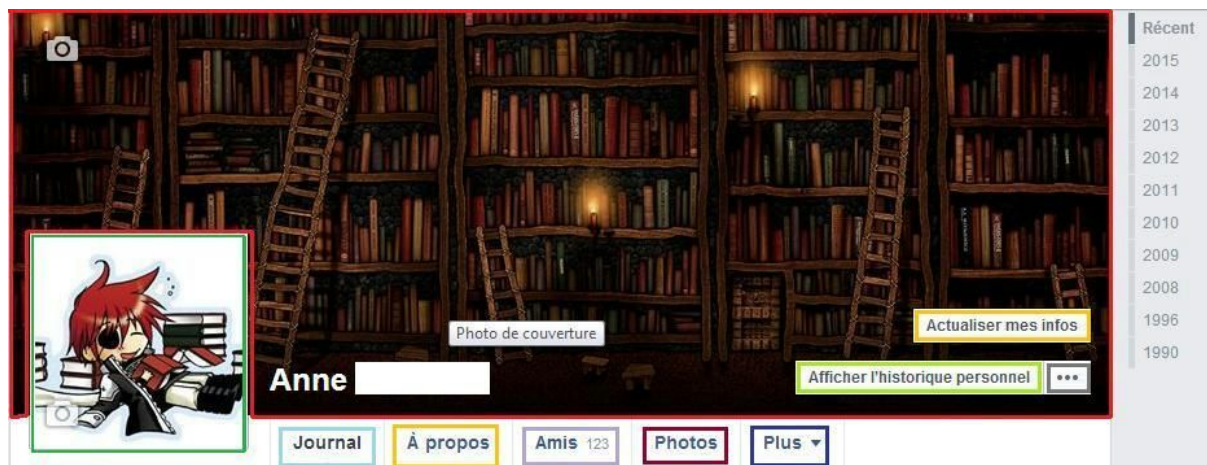 Récent
2015
2014
2013
2012
2011
2010
2009
2008
1996
1990
Photo de couverture
Actualiser mes infos
Anne
Afficher l'historique personnel •••
Journal À propos Amis 123 Photos Plus